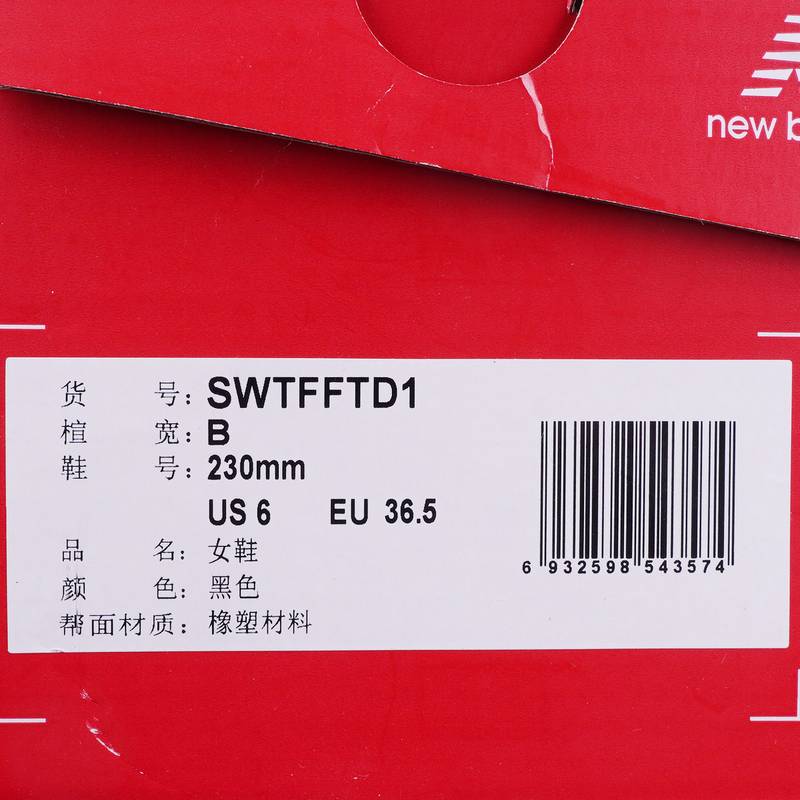 new b
货 号: SWTFFTD1
楦 宽: B
鞋 号: 230mm
US 6 EU 36.5
品 名: 女鞋
颜 色: 黑色
帮面材质: 橡塑材料
6 932598 543574